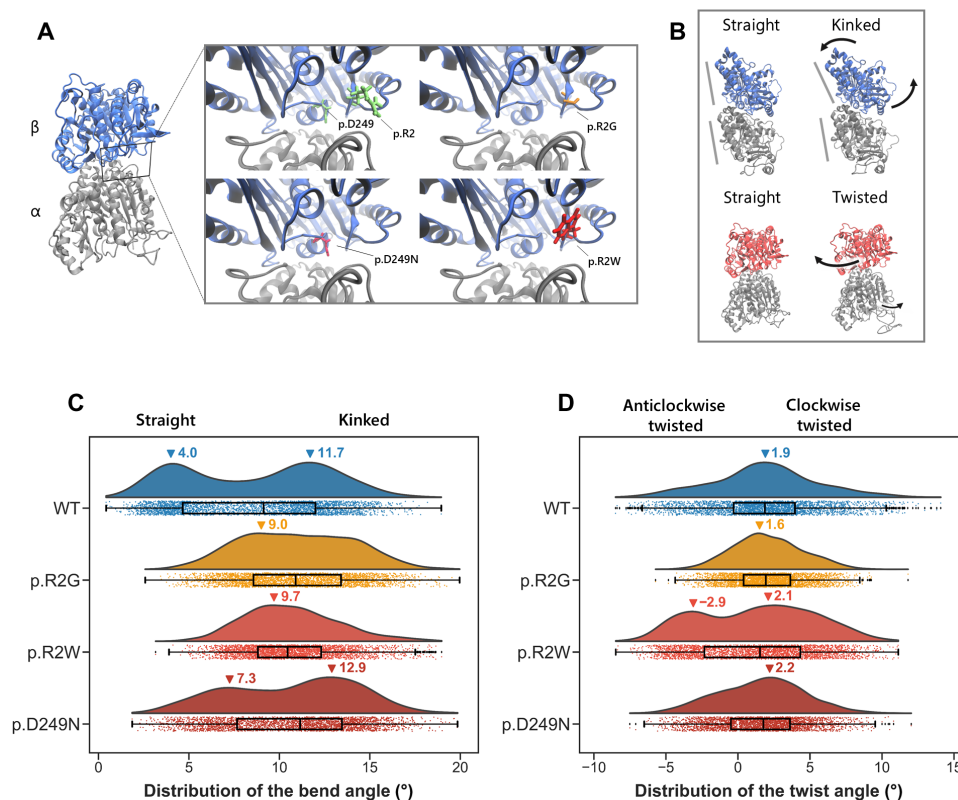 A
β
α
p.D249
p.R2
p.R2G
p.D249N
p.R2W
B
Straight
Kinked
Straight
Twisted
C
Straight
Kinked
4.0
11.7
WT
9.0
p.R2G
9.7
p.R2W
7.3
12.9
p.D249N
0
5
10
15
20
Distribution of the bend angle (°)
D
Anticlockwise
twisted
Clockwise
twisted
1.9
WT
1.6
p.R2G
−2.9
2.1
p.R2W
2.2
p.D249N
−10
−5
0
5
10
15
Distribution of the twist angle (°)